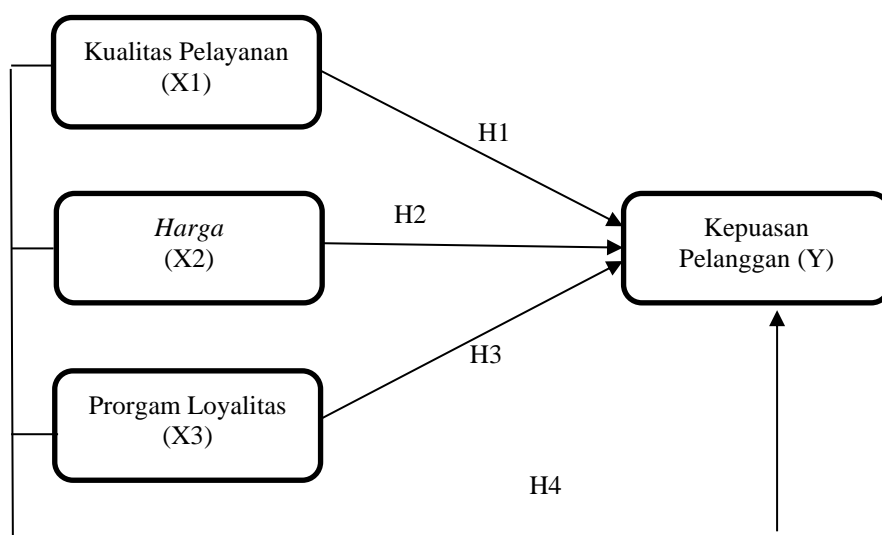 Kualitas Pelayanan
(X1)
H1
Harga
(X2)
H2
Kepuasan
Pelanggan (Y)
H3
Prorgam Loyalitas
(X3)
H4